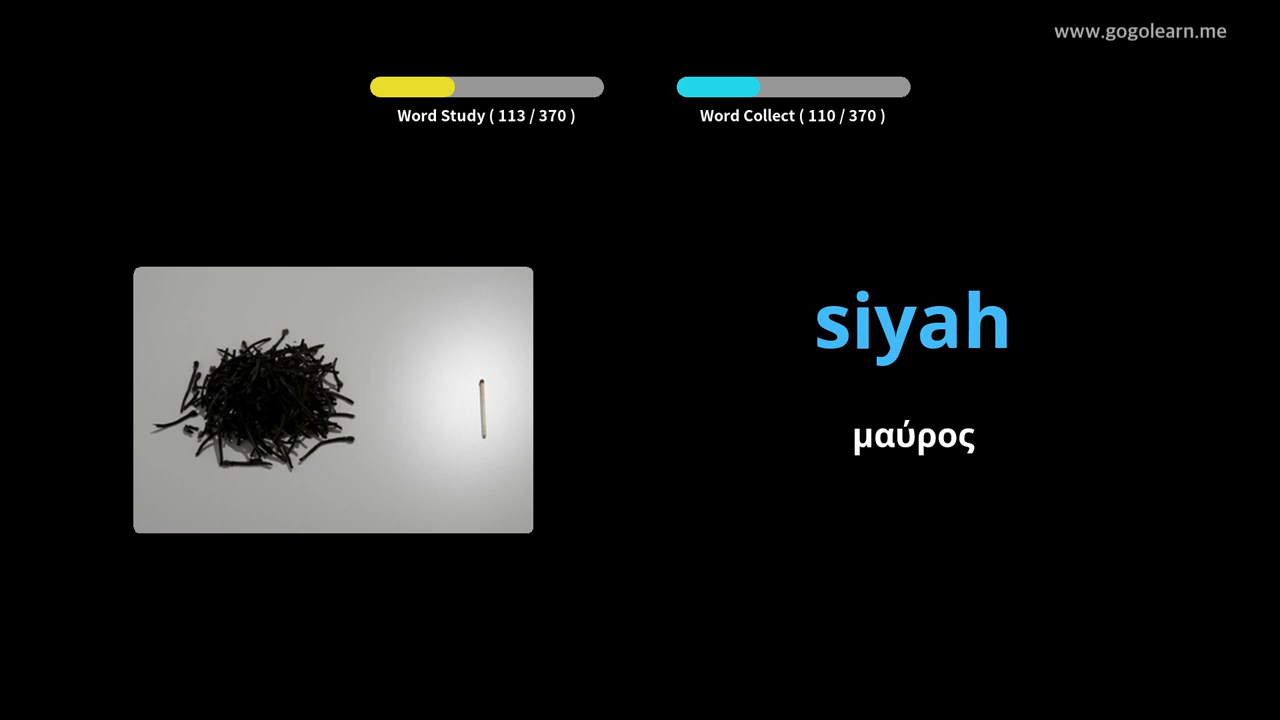 www.gogolearn.me
Word Study ( 113 / 370 )
Word Collect ( 110 / 370 )
siyah
μαύρος